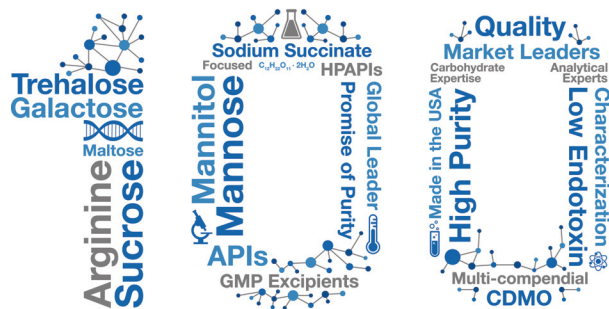 Trehalose
Galactose
Maltose
Arginine
Sucrose
Sodium Succinate
Focused
C₁₂H₂₂O₁₁ · 2H₂O
HPAPIs
Mannitol
Mannose
Promise of Purity
Global Leader
APIs
GMP Excipients
Quality
Market Leaders
Carbohydrate
Expertise
Analytical
Experts
Made in the USA
High Purity
Low Endotoxin
Characterization
Multi-compendial
CDMO